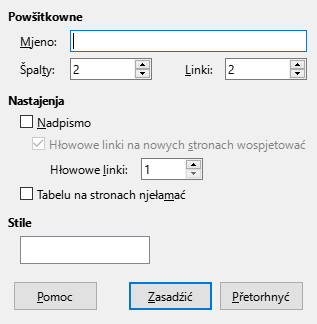 Powšitkowne
Mjeno:
Špalty: 2 Linki: 2
Nastajenja
Nadpismo
Hłowowe linki na nowych stronach wospjetować
Hłowowe linki: 1
Tabelu na stronach njełamać
Stile
Pomoc Zasadźić Přetorhnyć